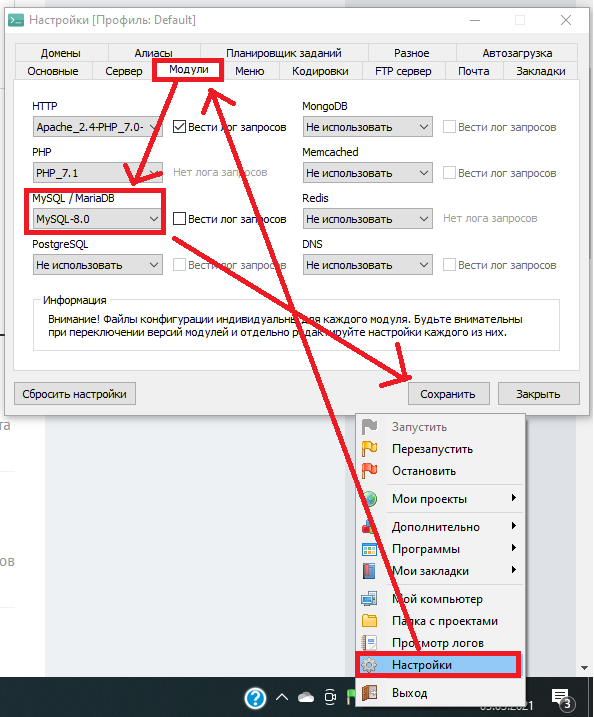 Настройки [Профиль: Default]
Домены Алиасы Планировщик заданий Разное Автозагрузка
Основные Сервер Модули Меню Кодировки FTP сервер Почта Закладки
HTTP MongoDB
Apache_2.4-PHP_7.0- Вести лог запросов Не использовать Вести лог запросов
PHP Memcached
PHP_7.1 Нет лога запросов Не использовать Вести лог запросов
MySQL / MariaDB Redis
MySQL-8.0 Вести лог запросов Не использовать Нет лога запросов
PostgreSQL DNS
Не использовать Вести лог запросов Не использовать Вести лог запросов
Информация
Внимание! Файлы конфигурации индивидуальны для каждого модуля. Будьте внимательны
при переключении версий модулей и отдельно редактируйте настройки каждого из них.
Сбросить настройки Сохранить Закрыть
Запустить
Перезапустить
Остановить
Мои проекты
Дополнительно
Программы
Мои закладки
Мой компьютер
Папка с проектами
Просмотр логов
Настройки
Выход
та
ов
3